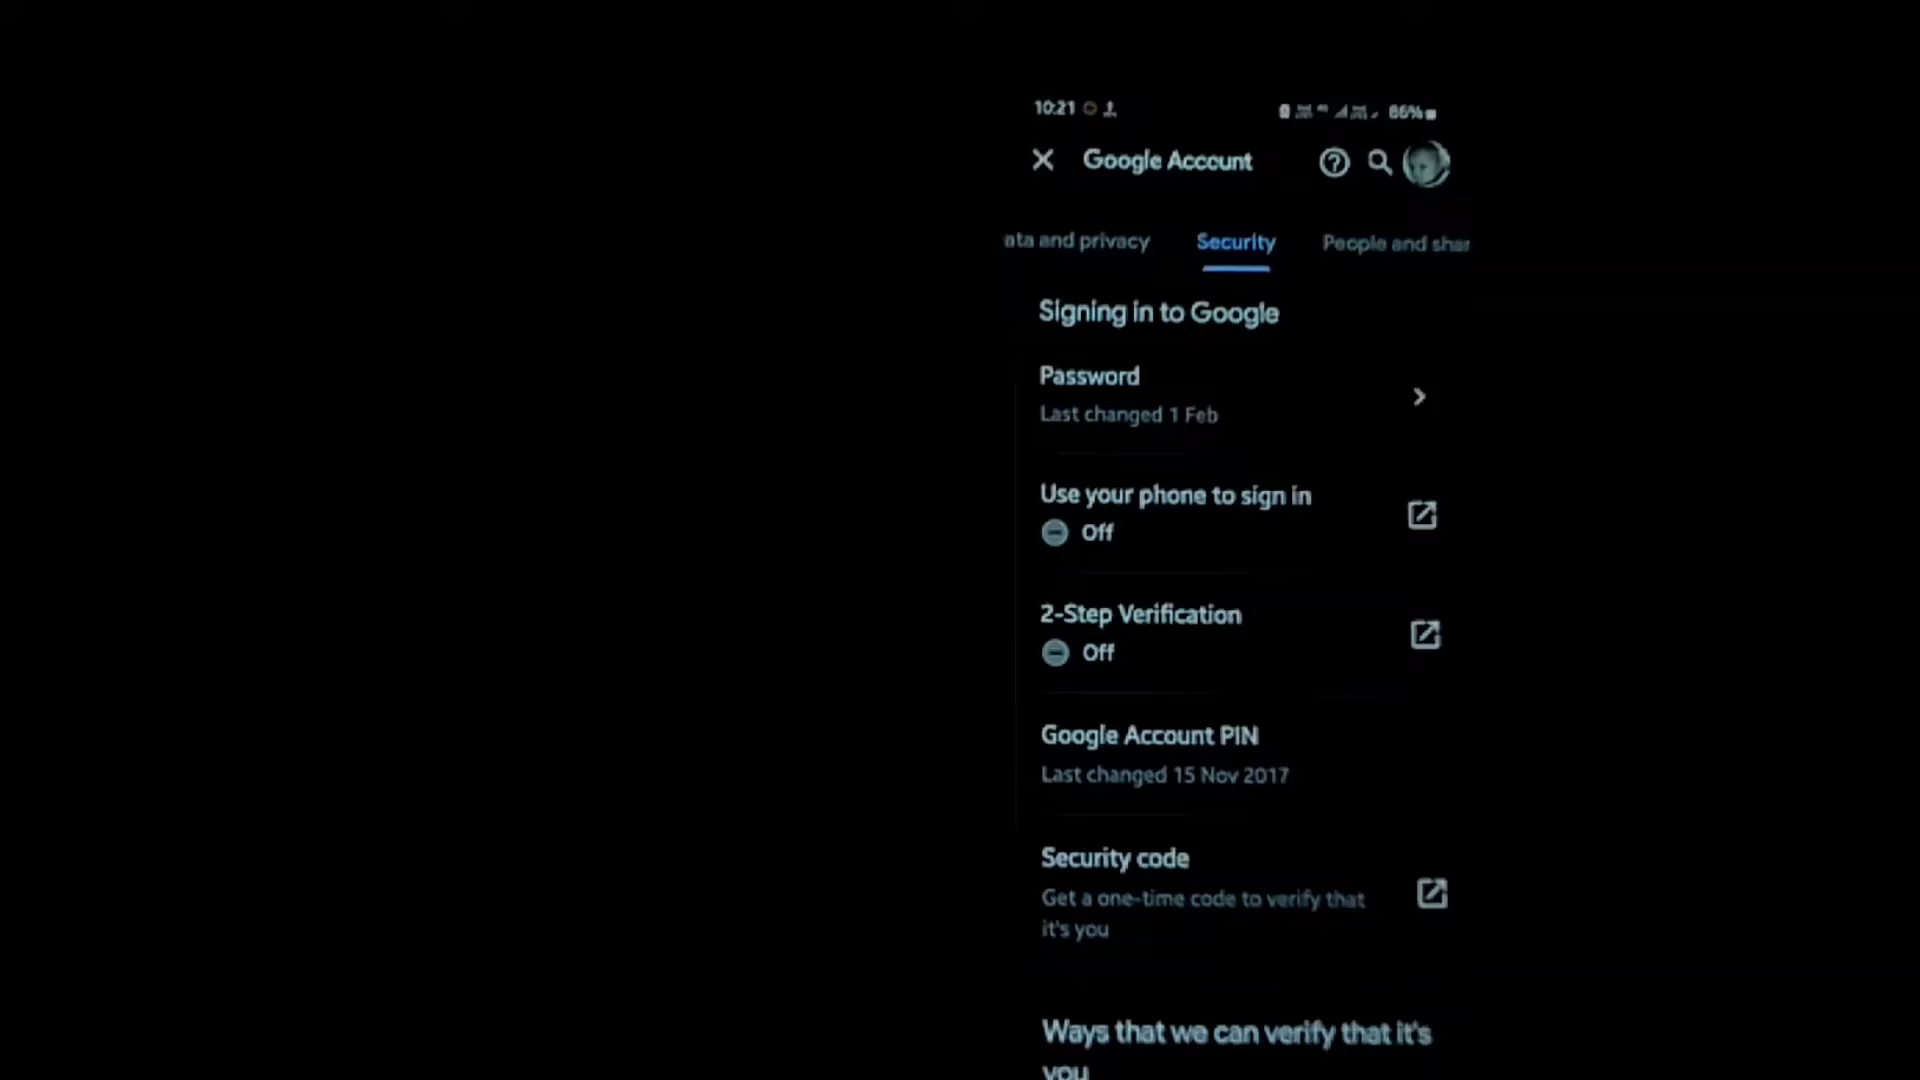 10:21 86%
Google Account
ata and privacy Security People and shar
Signing in to Google
Password
Last changed 1 Feb
Use your phone to sign in
Off
2-Step Verification
Off
Google Account PIN
Last changed 15 Nov 2017
Security code
Get a one-time code to verify that
it's you
Ways that we can verify that it's
you